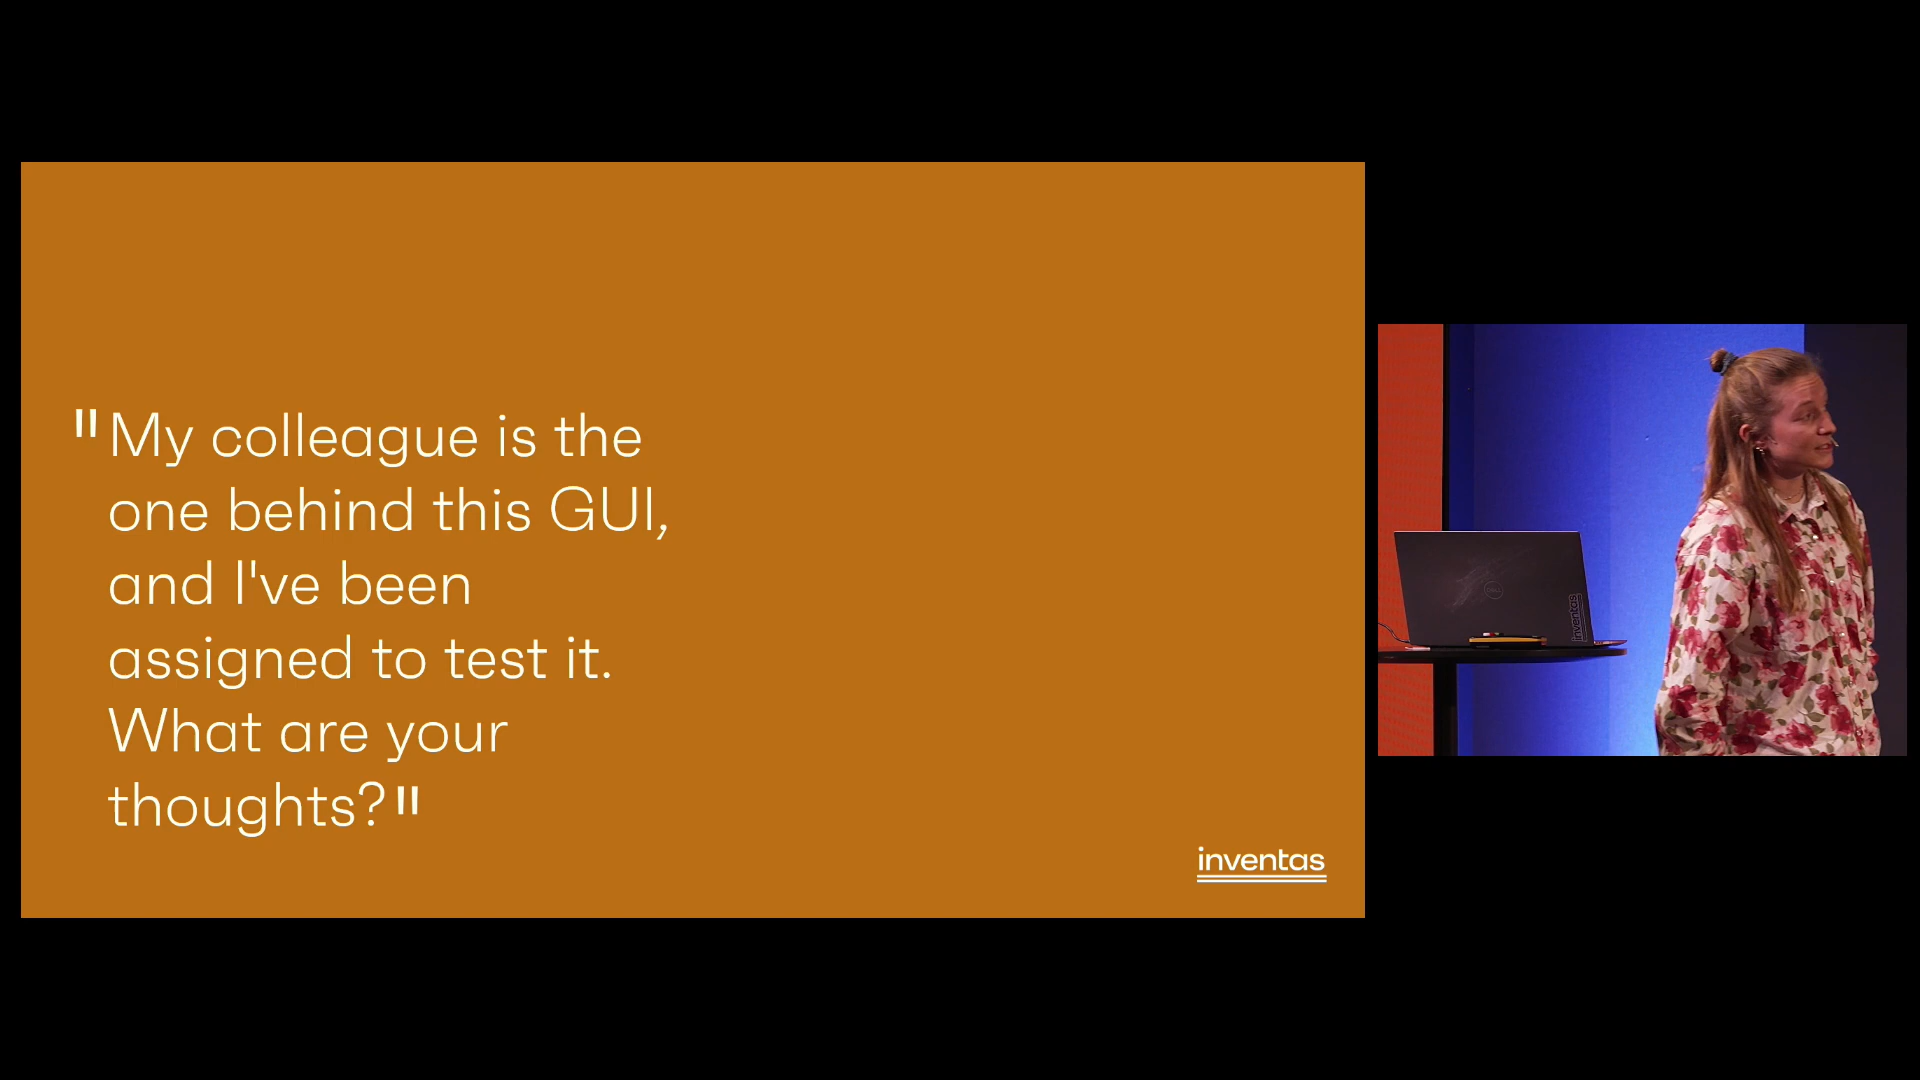 "My colleague is the
one behind this GUI,
and I've been
assigned to test it.
What are your
thoughts?"
inventas
inventas